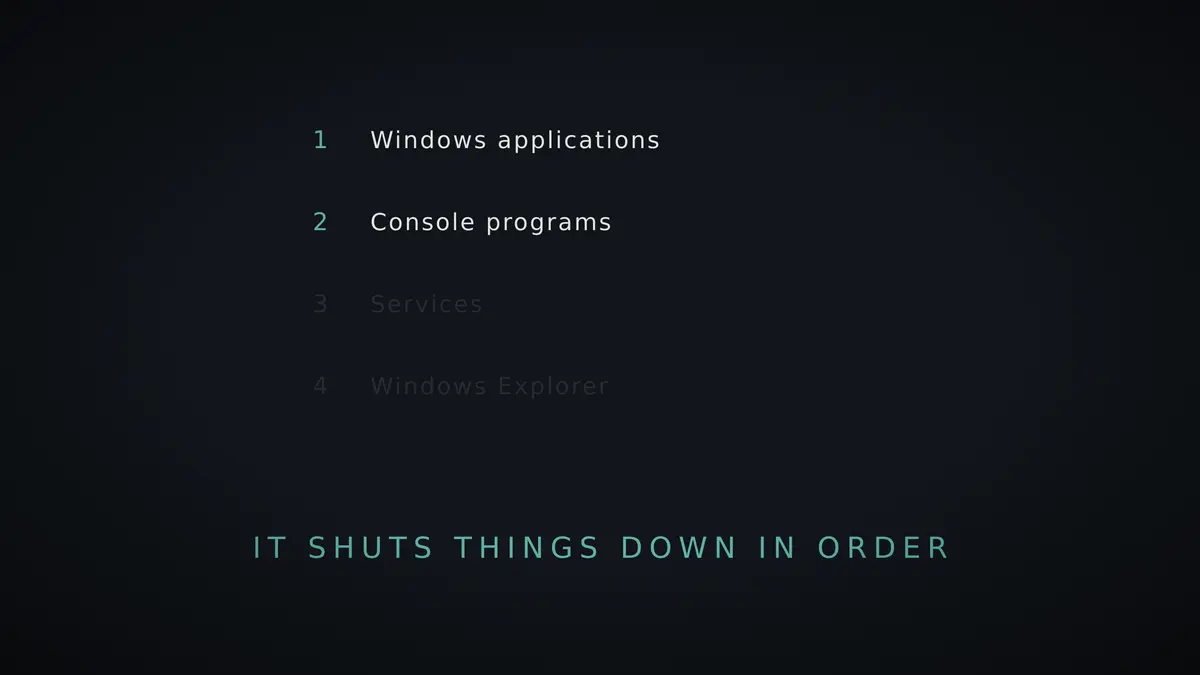 1 Windows applications
2 Console programs
3 Services
4 Windows Explorer
IT SHUTS THINGS DOWN IN ORDER